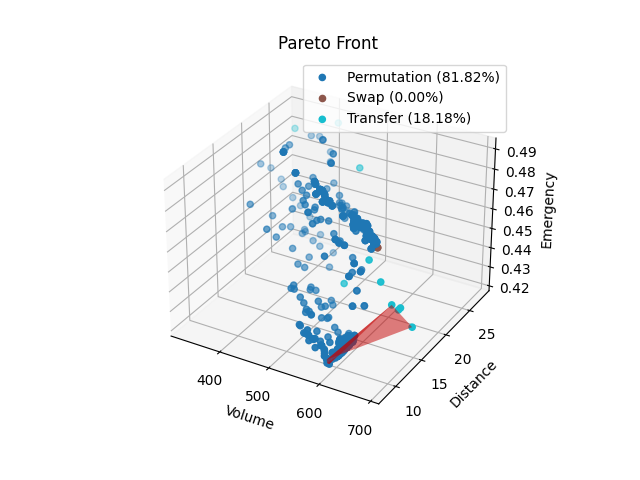 Pareto Front
Permutation (81.82%)
Swap (0.00%)
Transfer (18.18%)
0.49
0.48
0.47
0.46
0.45
0.44
0.43
0.42
Emergency
25
20
15
10
Distance
400
500
600
700
Volume